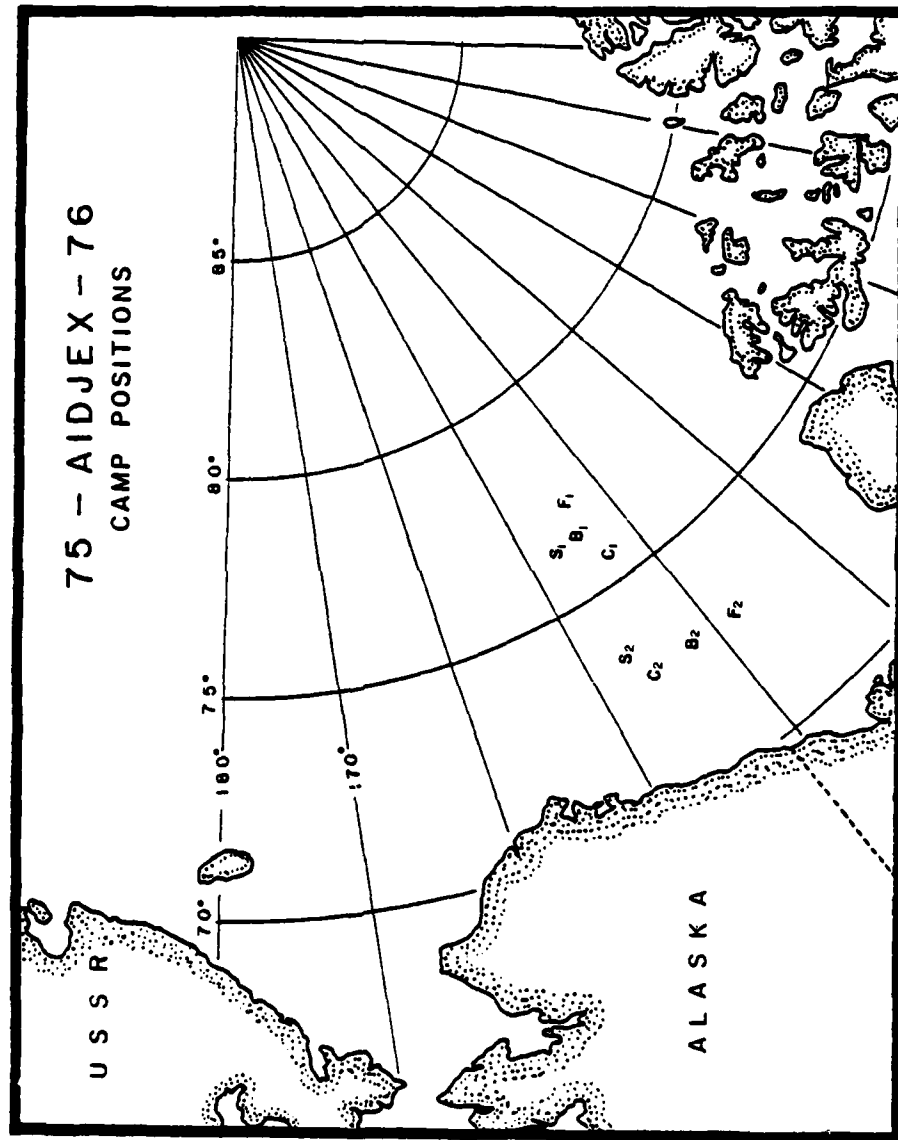 75 – AIDJEX – 76
CAMP POSITIONS
85°
80°
75°
70°
180°
170°
F₁
B₁
S₁
C₁
S₂
C₂
B₂
F₂
USSR
ALASKA